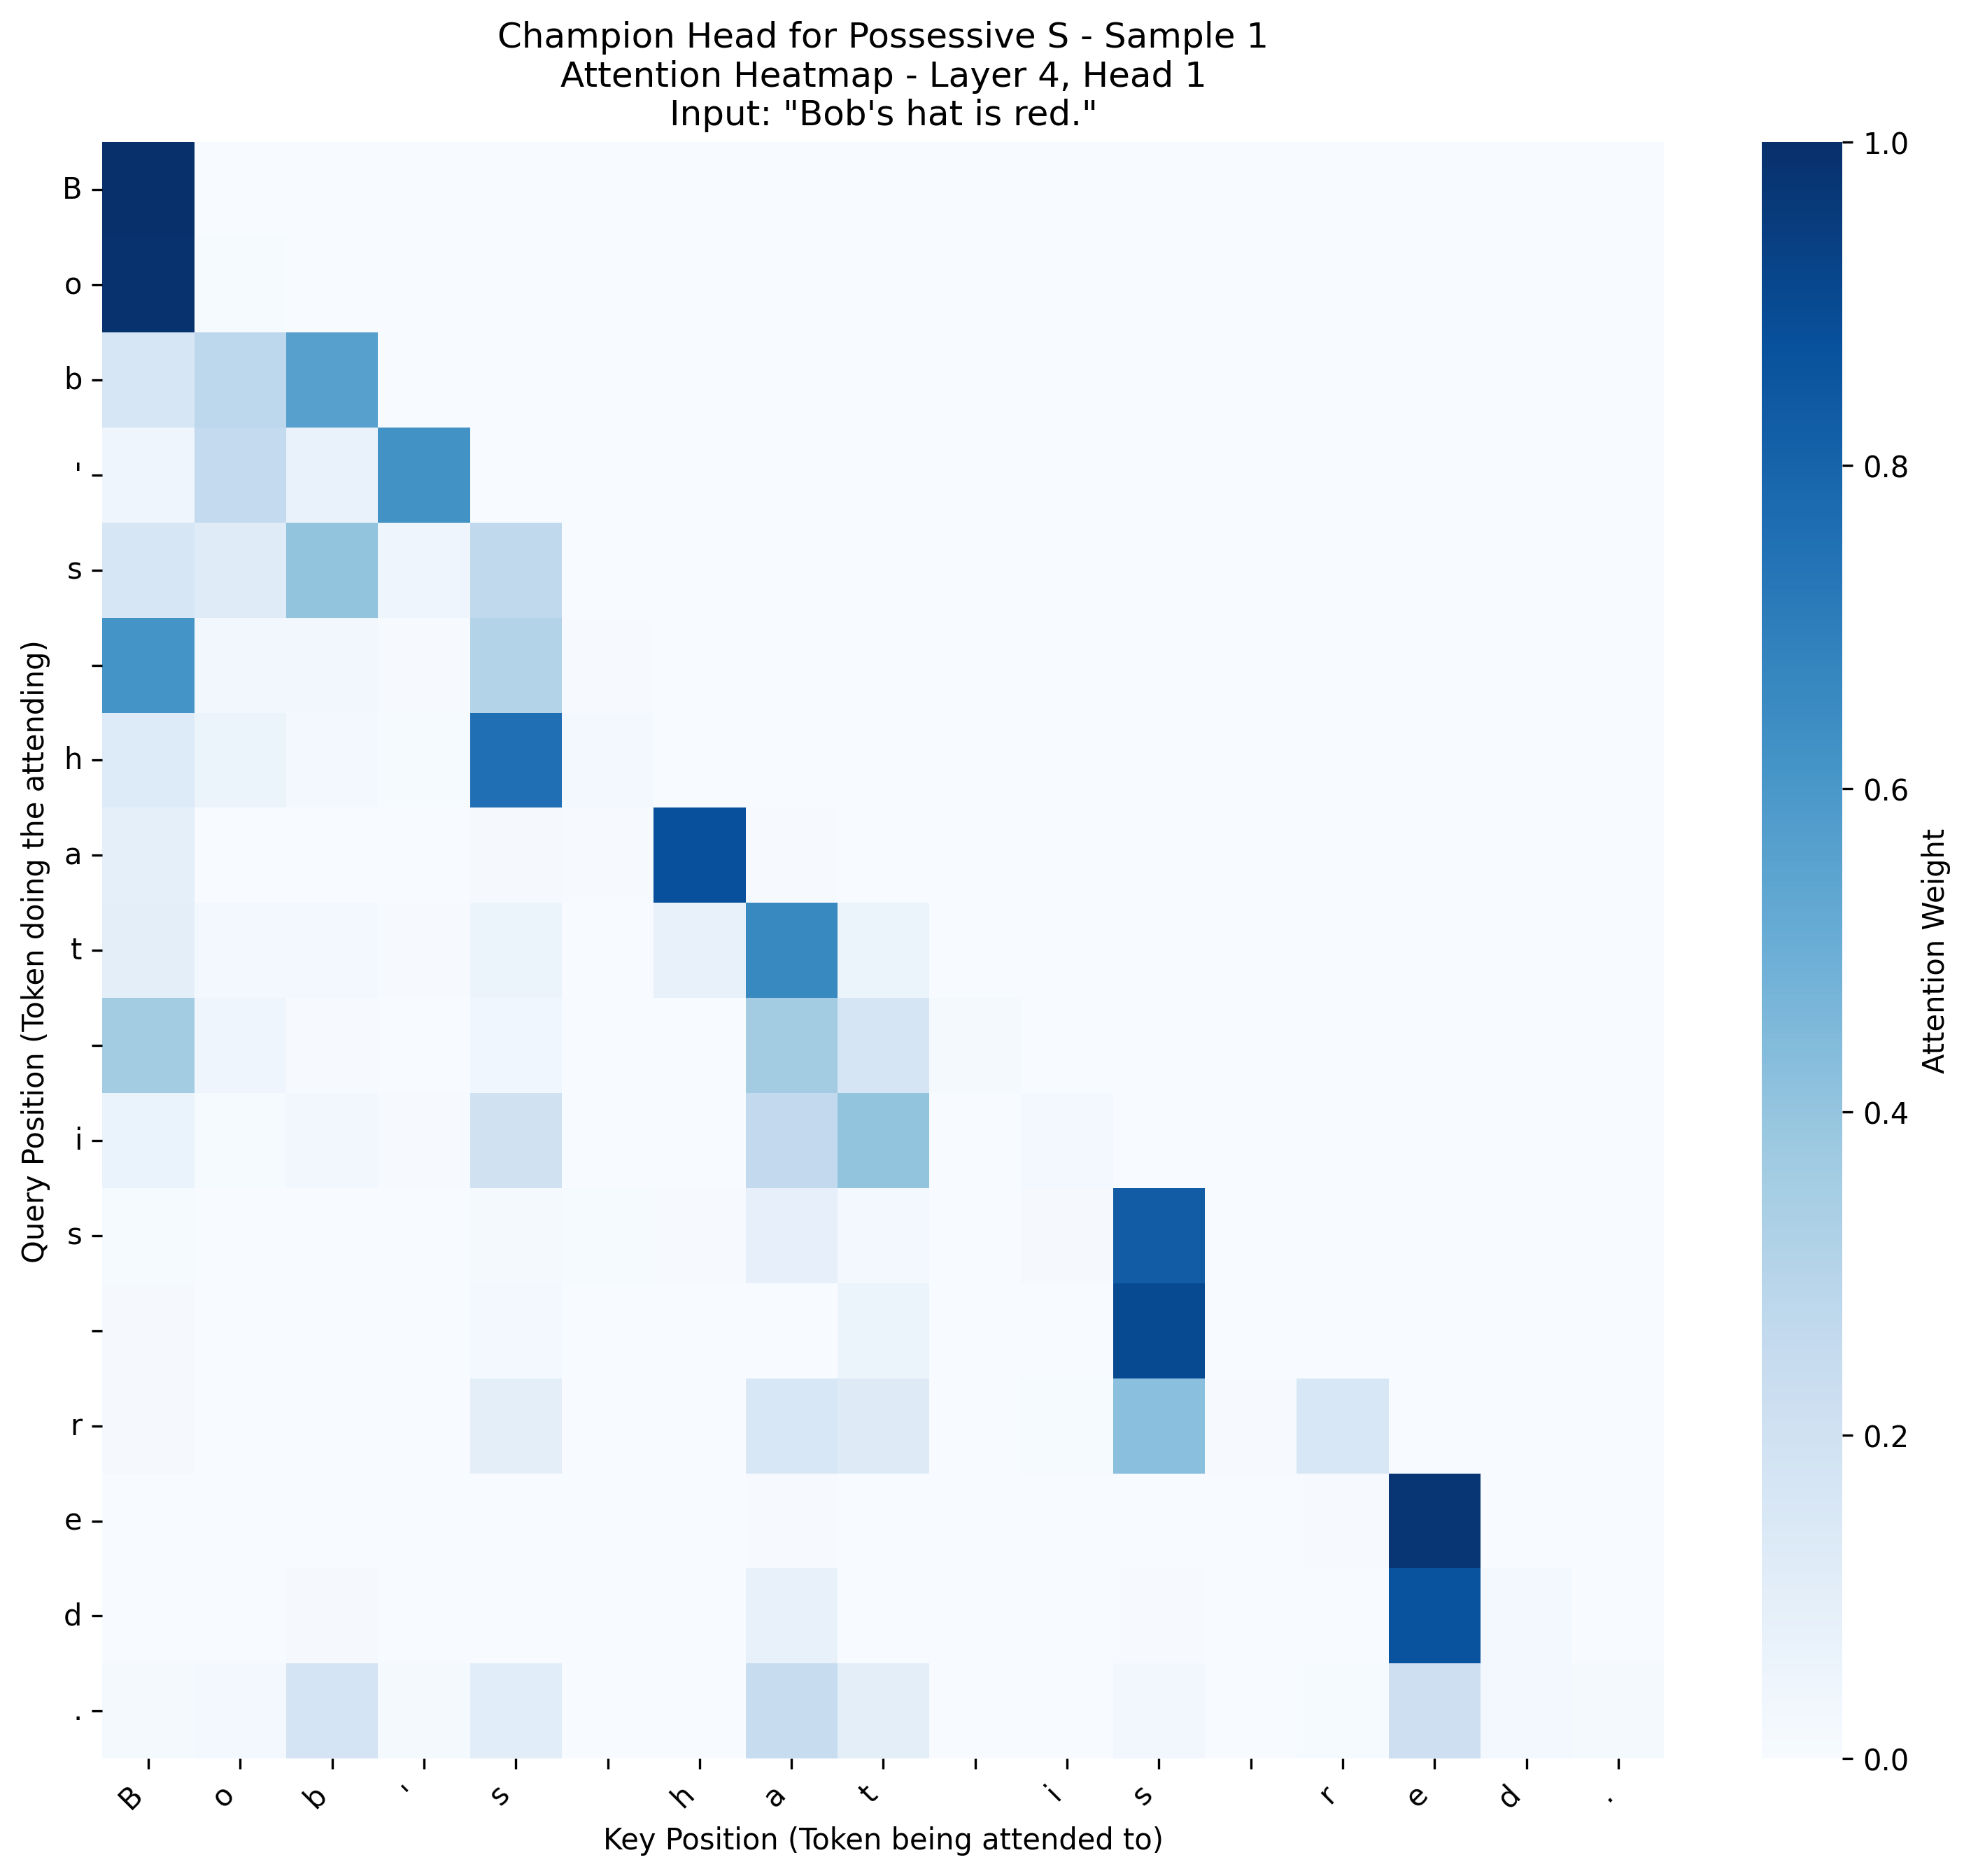 Champion Head for Possessive S - Sample 1
Attention Heatmap - Layer 4, Head 1
Input: "Bob's hat is red."
Query Position (Token doing the attending)
B
o
b
'
s
h
a
t
i
s
r
e
d
.
B o b ' s h a t i s r e d .
Key Position (Token being attended to)
1.0
0.8
0.6
0.4
0.2
0.0
Attention Weight